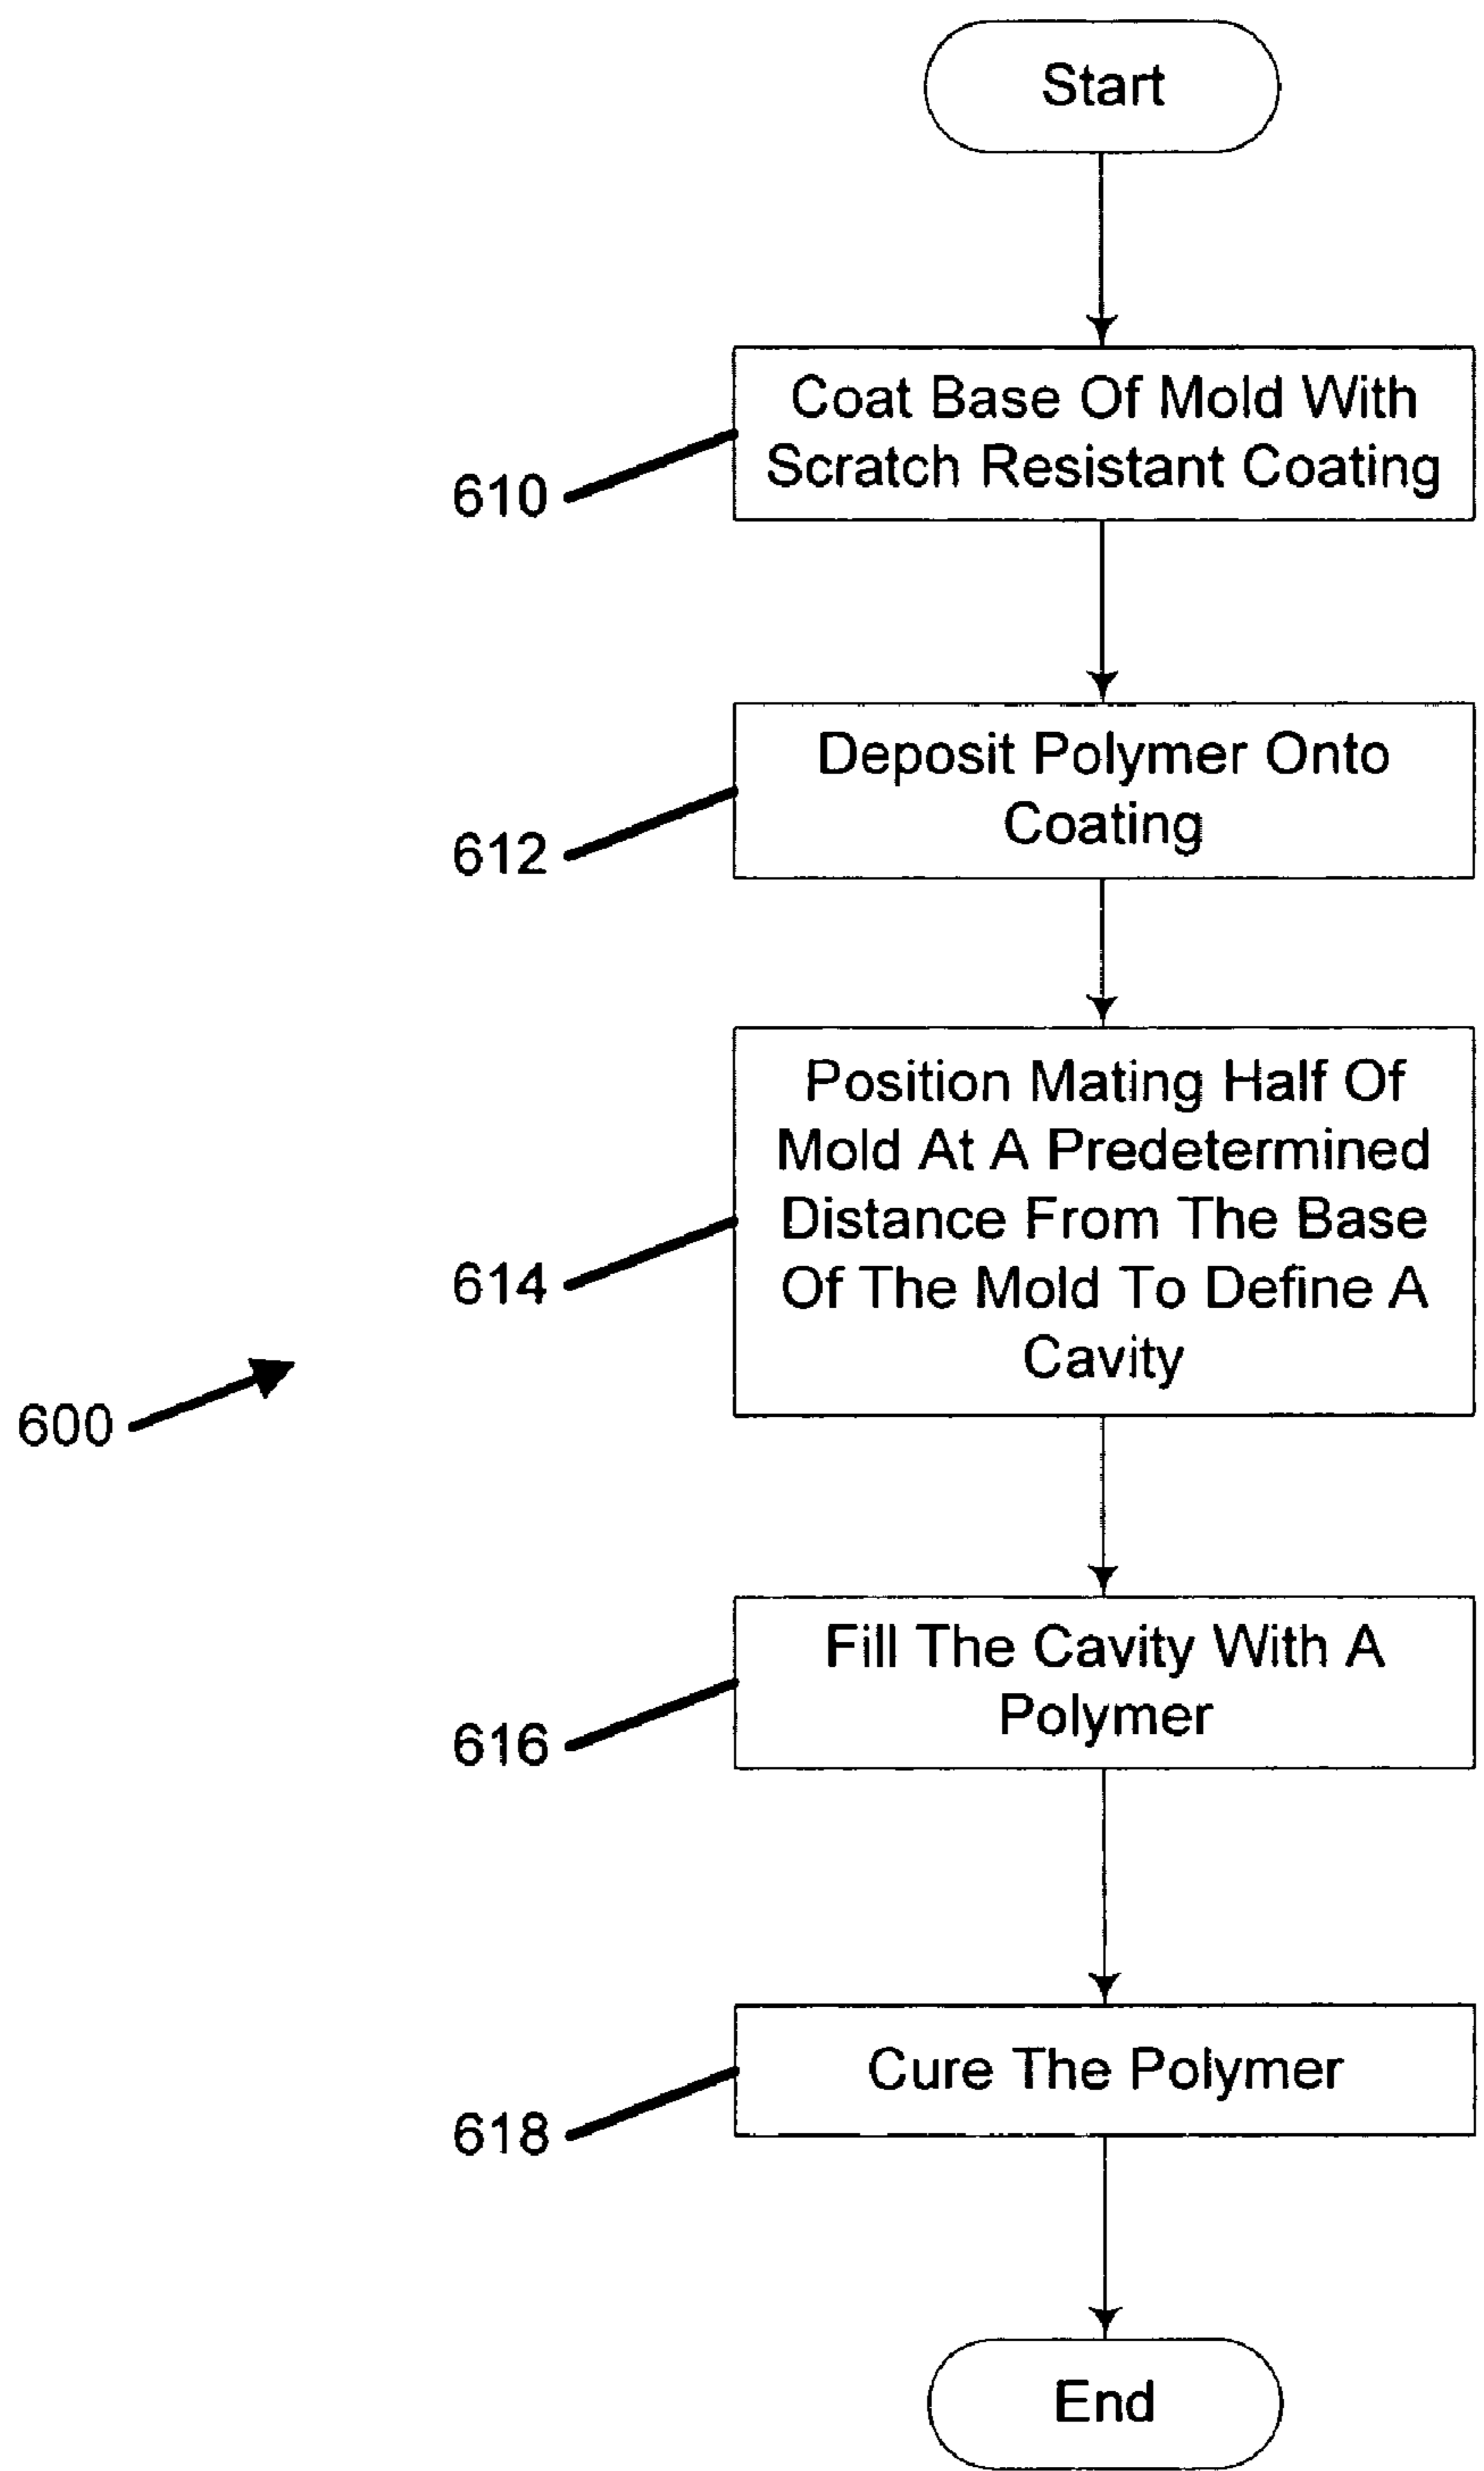 Start
Coat Base Of Mold With
Scratch Resistant Coating
610
Deposit Polymer Onto
Coating
612
Position Mating Half Of
Mold At A Predetermined
Distance From The Base
Of The Mold To Define A
Cavity
614
600
Fill The Cavity With A
Polymer
616
Cure The Polymer
618
End